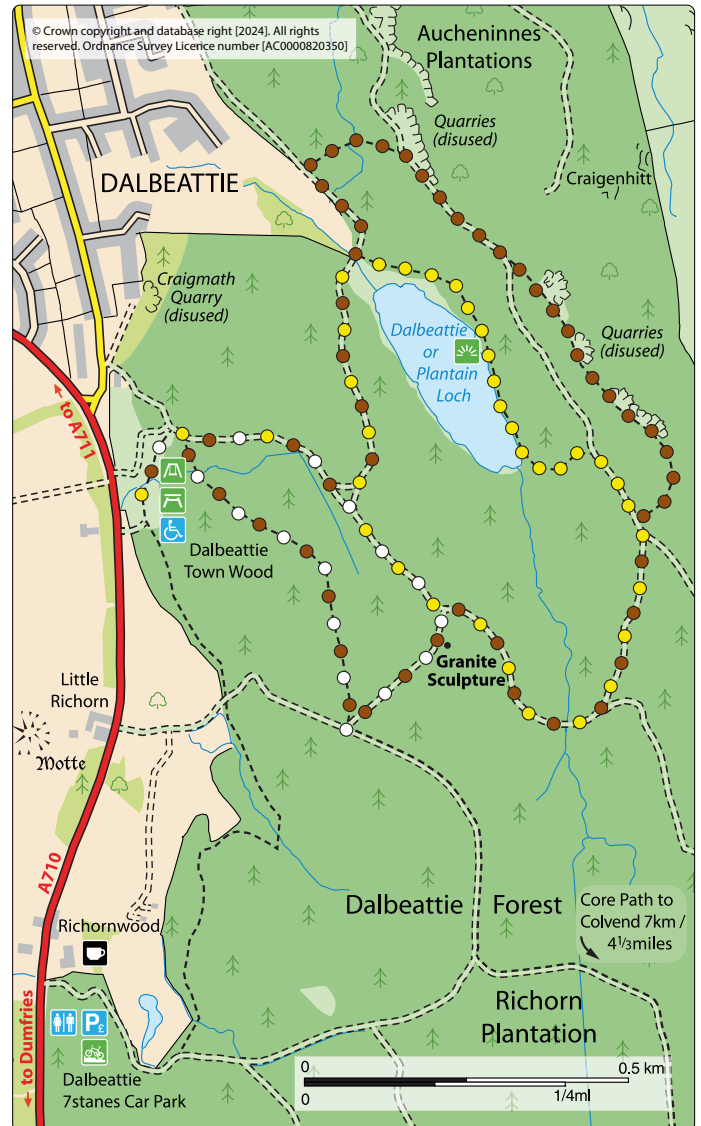 © Crown copyright and database right [2024]. All rights
reserved. Ordnance Survey Licence number [AC0000820350]
Aucheninnes
Plantations
Quarries
(disused)
Craigenhitt
DALBEATTIE
Craigmath
Quarry
(disused)
Dalbeattie
or
Plantain
Loch
Quarries
(disused)
← to A711
Dalbeattie
Town Wood
Granite
Sculpture
Little
Richorn
Motte
A710
Dalbeattie Forest
Core Path to
Colvend 7km /
4 1/3miles
Richornwood
Richorn
Plantation
← to Dumfries
P£
Dalbeattie
7stanes Car Park
0 0.5 km
0 1/4ml